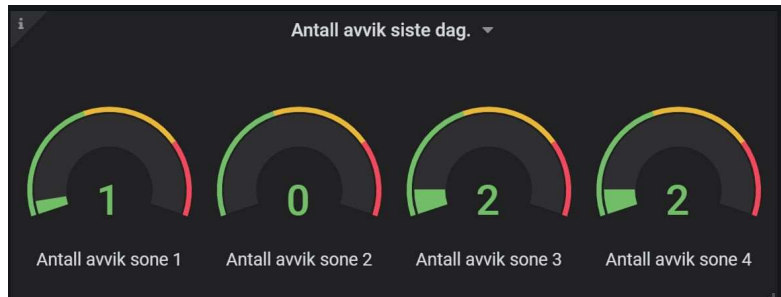 i
Antall avvik siste dag.
1
0
2
2
Antall avvik sone 1
Antall avvik sone 2
Antall avvik sone 3
Antall avvik sone 4